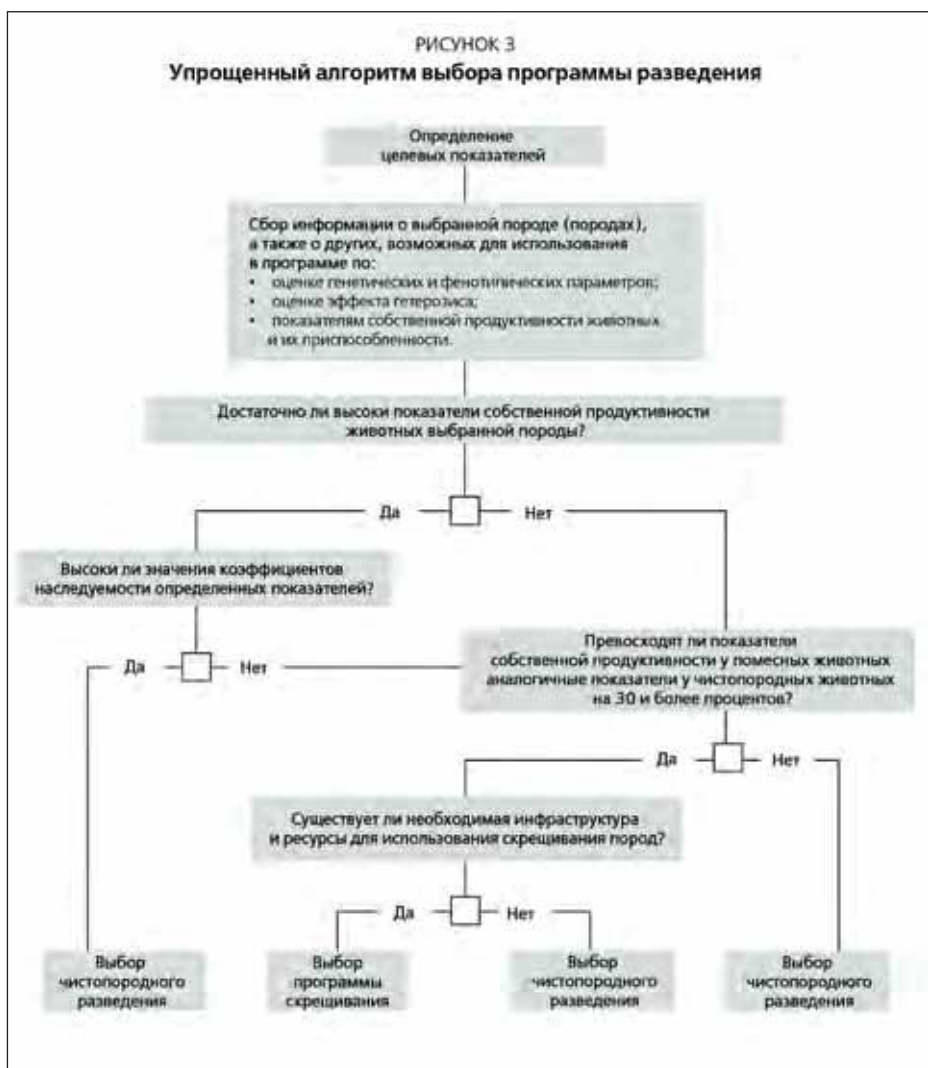 РИСУНОК 3
Упрощенный алгоритм выбора программы разведения
Определение
целевых показателей
Сбор информации о выбранной породе (породах),
а также о других, возможных для использования
в программе по:
• оценке генетических и фенотипических параметров;
• оценке эффекта гетерозиса;
• показателям собственной продуктивности животных
и их приспособленности.
Достаточно ли высоки показатели собственной продуктивности
животных выбранной породы?
Да
Нет
Высоки ли значения коэффициентов
наследуемости определенных показателей?
Да
Нет
Превосходят ли показатели
собственной продуктивности у помесных животных
аналогичные показатели у чистопородных животных
на 30 и более процентов?
Да
Нет
Существует ли необходимая инфраструктура
и ресурсы для использования скрещивания пород?
Да
Нет
Выбор
чистопородного
разведения
Выбор
программы
скрещивания
Выбор
чистопородного
разведения
Выбор
чистопородного
разведения